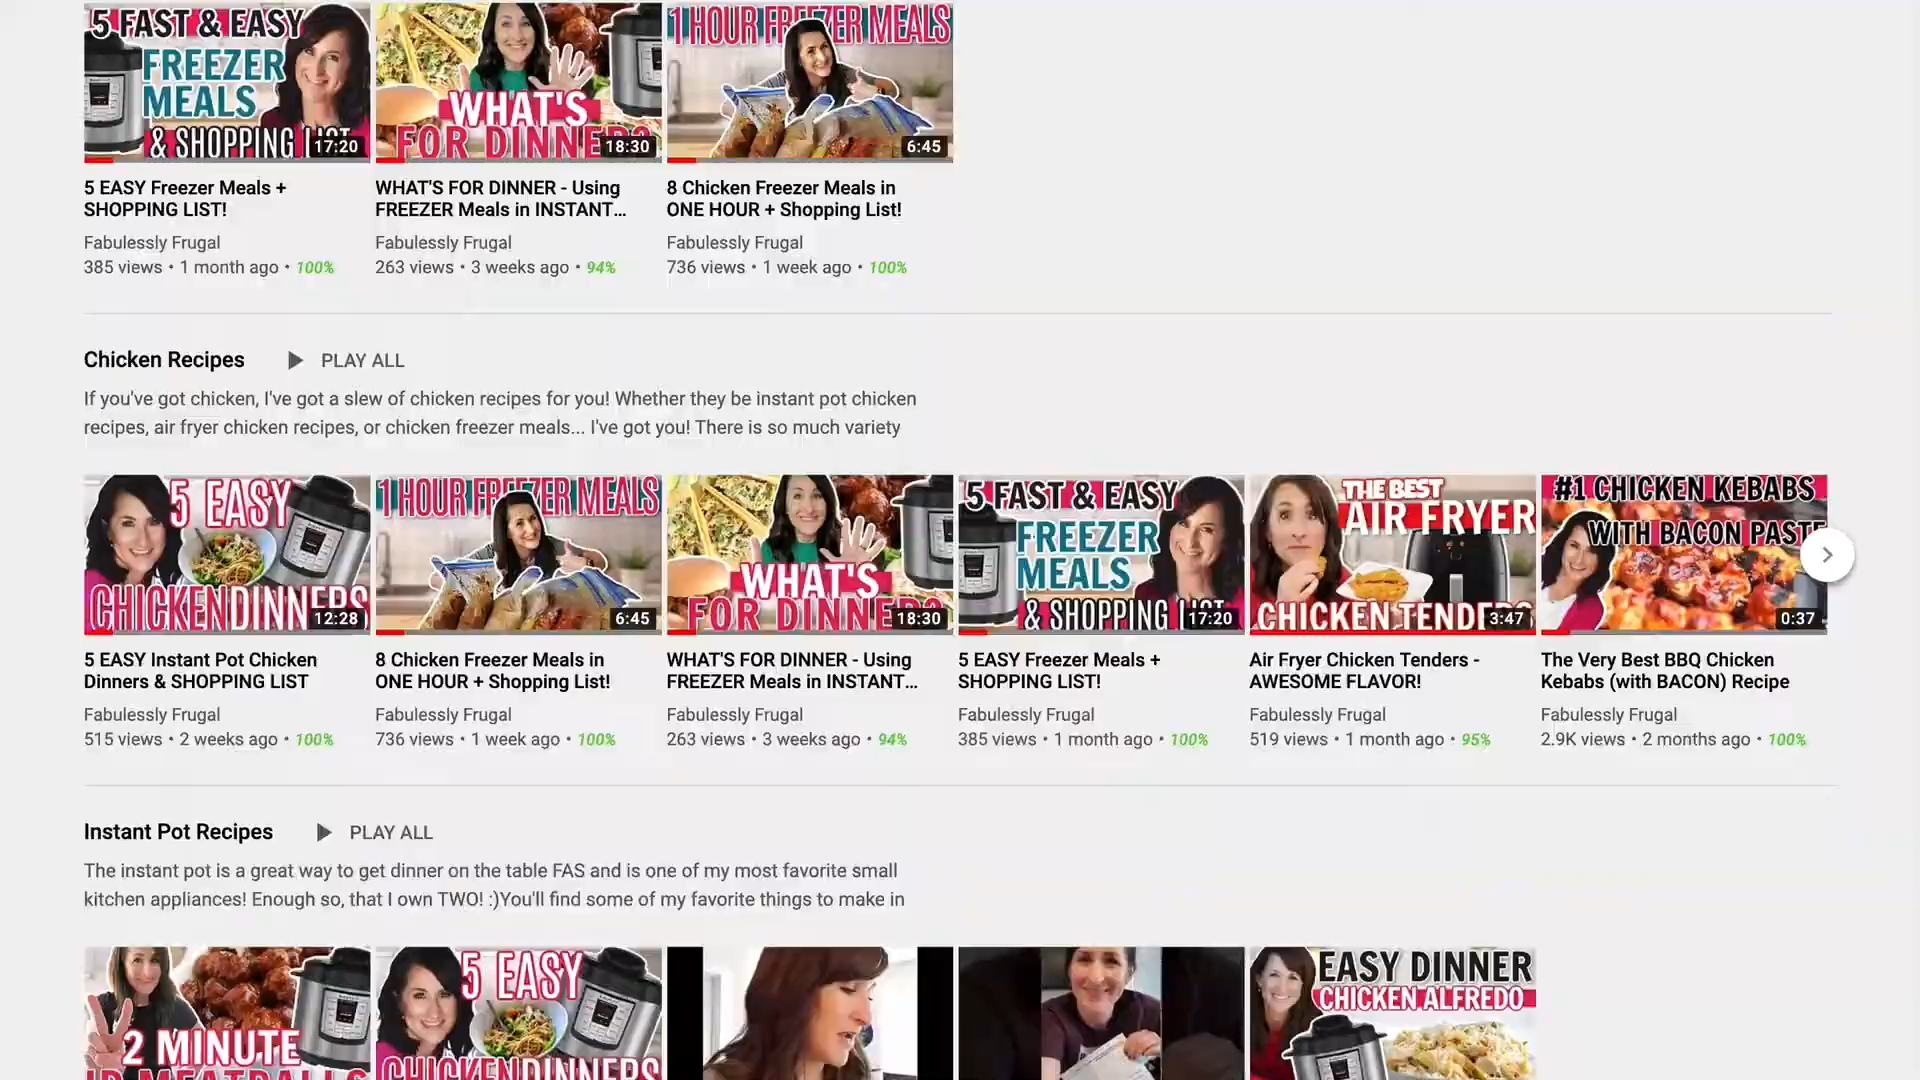 5 FAST & EASY
FREEZER
MEALS
& SHOPPING LIST
17:20
WHAT'S
FOR DINNER?
18:30
1 HOUR FREEZER MEALS
6:45
5 EASY Freezer Meals +
SHOPPING LIST!
Fabulessly Frugal
385 views • 1 month ago • 100%
WHAT'S FOR DINNER - Using
FREEZER Meals in INSTANT...
Fabulessly Frugal
263 views • 3 weeks ago • 94%
8 Chicken Freezer Meals in
ONE HOUR + Shopping List!
Fabulessly Frugal
736 views • 1 week ago • 100%
Chicken Recipes
PLAY ALL
If you've got chicken, I've got a slew of chicken recipes for you! Whether they be instant pot chicken
recipes, air fryer chicken recipes, or chicken freezer meals... I've got you! There is so much variety
5 EASY
CHICKEN DINNERS
12:28
1 HOUR FREEZER MEALS
6:45
WHAT'S
FOR DINNER?
18:30
5 FAST & EASY
FREEZER
MEALS
& SHOPPING LIST
17:20
THE BEST
AIR FRYER
CHICKEN TENDERS
3:47
#1 CHICKEN KEBABS
WITH BACON PASTE
0:37
5 EASY Instant Pot Chicken
Dinners & SHOPPING LIST
Fabulessly Frugal
515 views • 2 weeks ago • 100%
8 Chicken Freezer Meals in
ONE HOUR + Shopping List!
Fabulessly Frugal
736 views • 1 week ago • 100%
WHAT'S FOR DINNER - Using
FREEZER Meals in INSTANT...
Fabulessly Frugal
263 views • 3 weeks ago • 94%
5 EASY Freezer Meals +
SHOPPING LIST!
Fabulessly Frugal
385 views • 1 month ago • 100%
Air Fryer Chicken Tenders -
AWESOME FLAVOR!
Fabulessly Frugal
519 views • 1 month ago • 95%
The Very Best BBQ Chicken
Kebabs (with BACON) Recipe
Fabulessly Frugal
2.9K views • 2 months ago • 100%
Instant Pot Recipes
PLAY ALL
The instant pot is a great way to get dinner on the table FAS and is one of my most favorite small
kitchen appliances! Enough so, that I own TWO! :)You'll find some of my favorite things to make in
2 MINUTE
IP MEATBALLS
5 EASY
CHICKEN DINNERS
EASY DINNER
CHICKEN ALFREDO